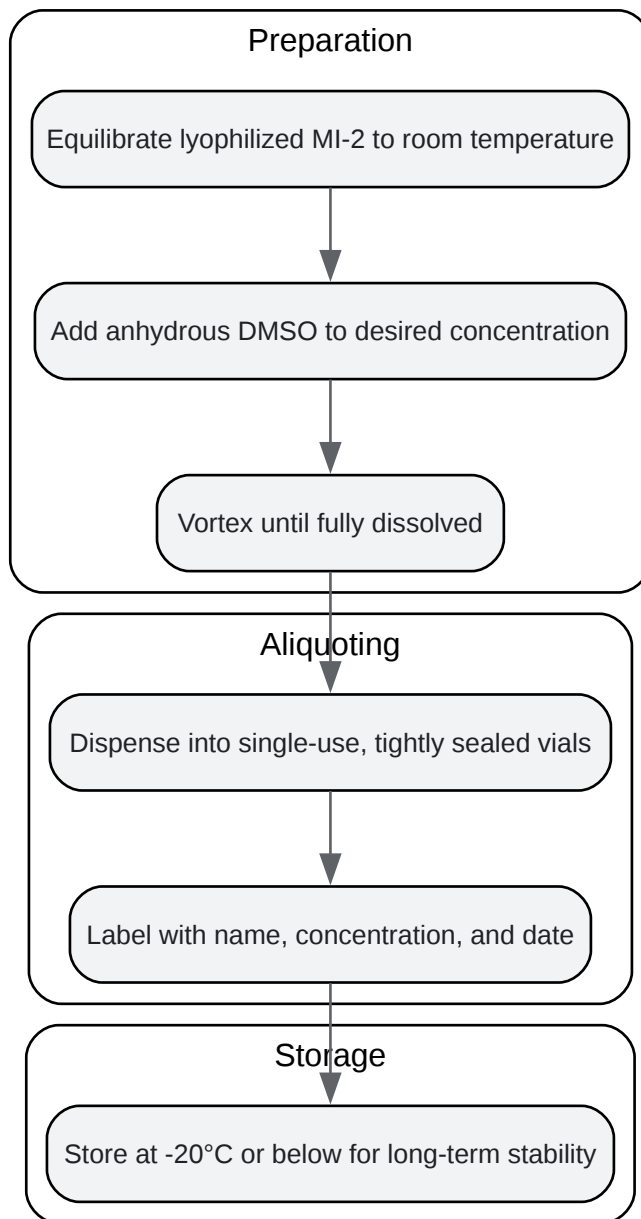 Preparation
Equilibrate lyophilized MI-2 to room temperature
Add anhydrous DMSO to desired concentration
Vortex until fully dissolved
Aliquoting
Dispense into single-use, tightly sealed vials
Label with name, concentration, and date
Storage
Store at -20°C or below for long-term stability